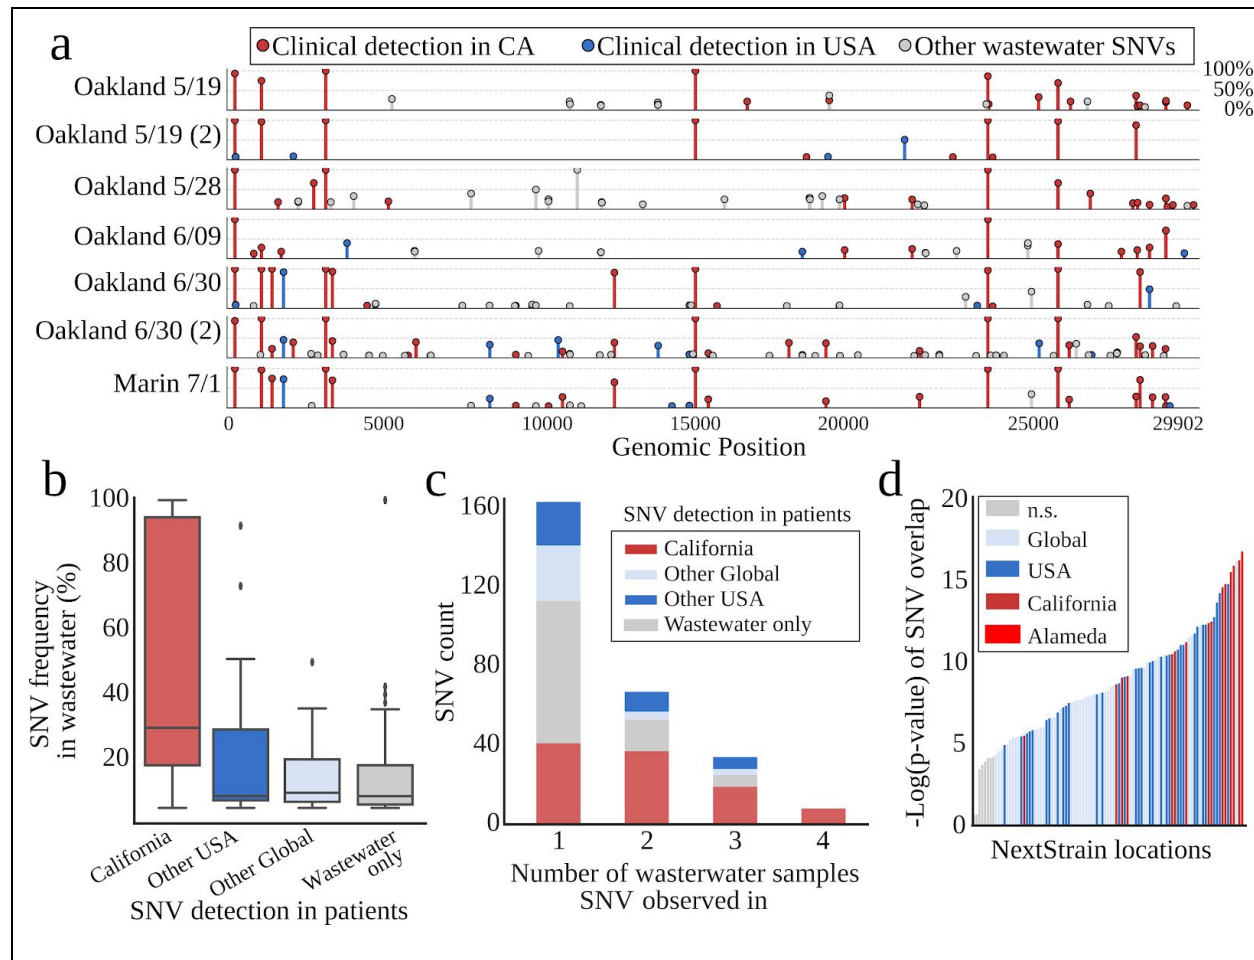 a
Clinical detection in CA Clinical detection in USA Other wastewater SNVs
Oakland 5/19
100%
50%
0%
Oakland 5/19 (2)
Oakland 5/28
Oakland 6/09
Oakland 6/30
Oakland 6/30 (2)
Marin 7/1
0 5000 10000 15000 20000 25000 29902
Genomic Position
b
SNV frequency
in wastewater (%)
100
80
60
40
20
California
Other USA
Other Global
Wastewater
only
SNV detection in patients
c
SNV count
160
120
80
40
0
SNV detection in patients
California
Other Global
Other USA
Wastewater only
1 2 3 4
Number of wasterwater samples
SNV observed in
d
-Log(p-value) of SNV overlap
20
15
10
5
0
n.s.
Global
USA
California
Alameda
NextStrain locations